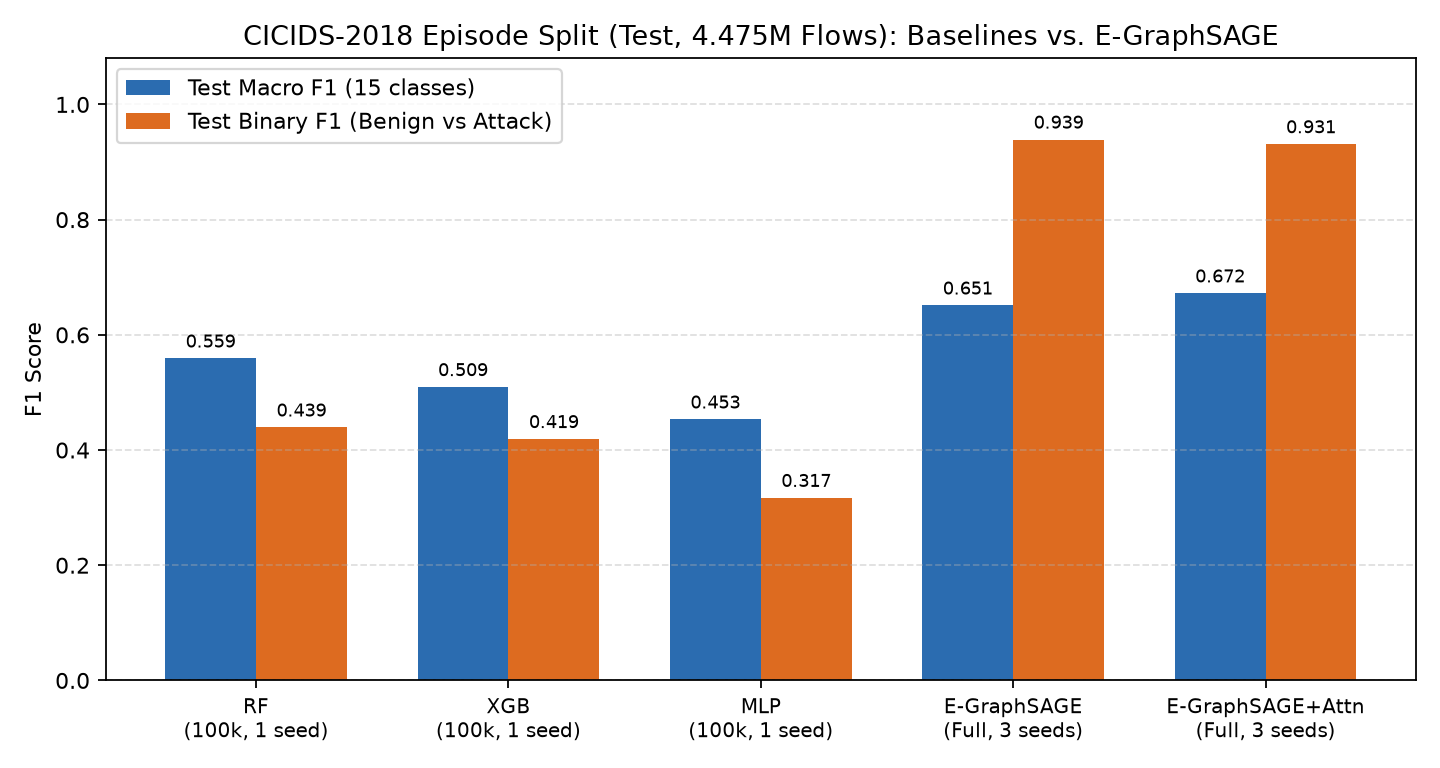 CICIDS-2018 Episode Split (Test, 4.475M Flows): Baselines vs. E-GraphSAGE
Test Macro F1 (15 classes)
Test Binary F1 (Benign vs Attack)
F1 Score
1.0
0.8
0.6
0.4
0.2
0.0
0.559
0.439
0.509
0.419
0.453
0.317
0.651
0.939
0.672
0.931
RF
(100k, 1 seed)
XGB
(100k, 1 seed)
MLP
(100k, 1 seed)
E-GraphSAGE
(Full, 3 seeds)
E-GraphSAGE+Attn
(Full, 3 seeds)